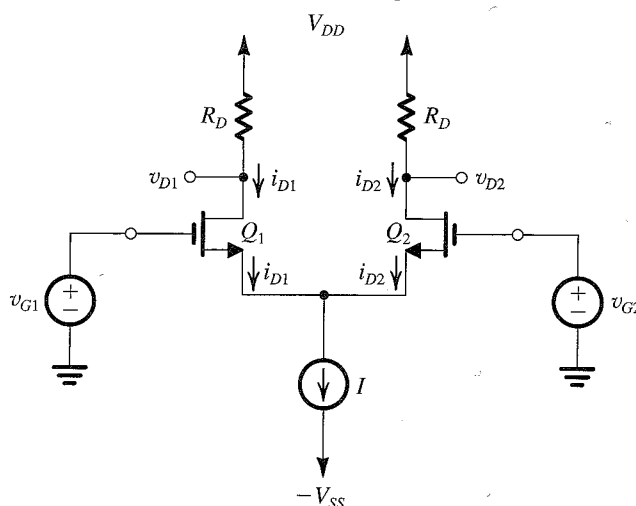 V_DD
R_D R_D
v_D1 i_D1 i_D2 v_D2
Q_1 Q_2
+ +
v_G1 − i_D1 i_D2 − v_G2
I
−V_SS